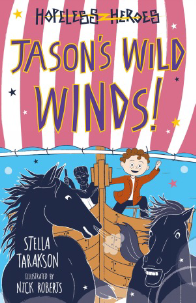 HOPELESS HEROES
JASON'S WILD
WINDS!
STELLA
TARAKSON
ILLUSTRATED BY
NICK ROBERTS